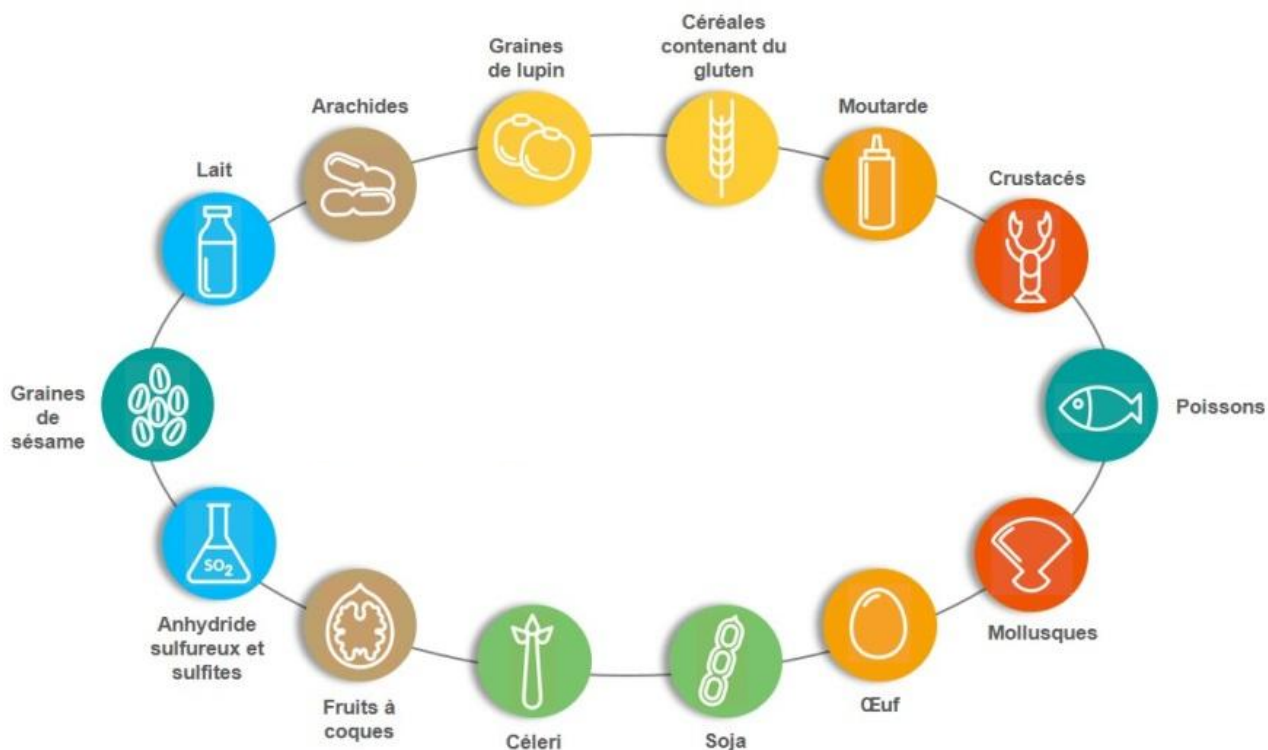 Céréales
contenant du
gluten
Graines
de lupin
Arachides
Moutarde
Lait
Crustacés
Graines
de
sésame
Poissons
SO2
Anhydride
sulfureux et
sulfites
Mollusques
Fruits à
coques
Œuf
Céleri
Soja